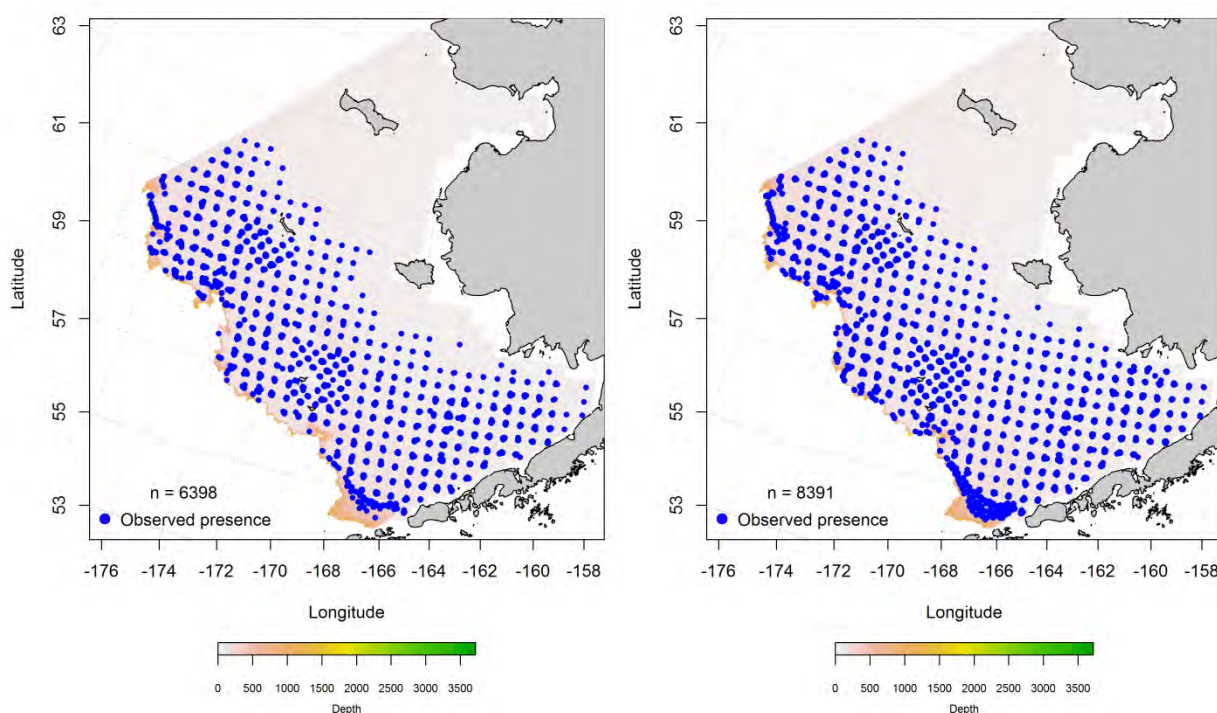 63
61
59
57
55
53
Latitude
n = 6398
Observed presence
-176 -174 -172 -170 -168 -166 -164 -162 -160 -158
Longitude
0 500 1000 1500 2000 2500 3000 3500
Depth
63
61
59
57
55
53
Latitude
n = 8391
Observed presence
-176 -174 -172 -170 -168 -166 -164 -162 -160 -158
Longitude
0 500 1000 1500 2000 2500 3000 3500
Depth